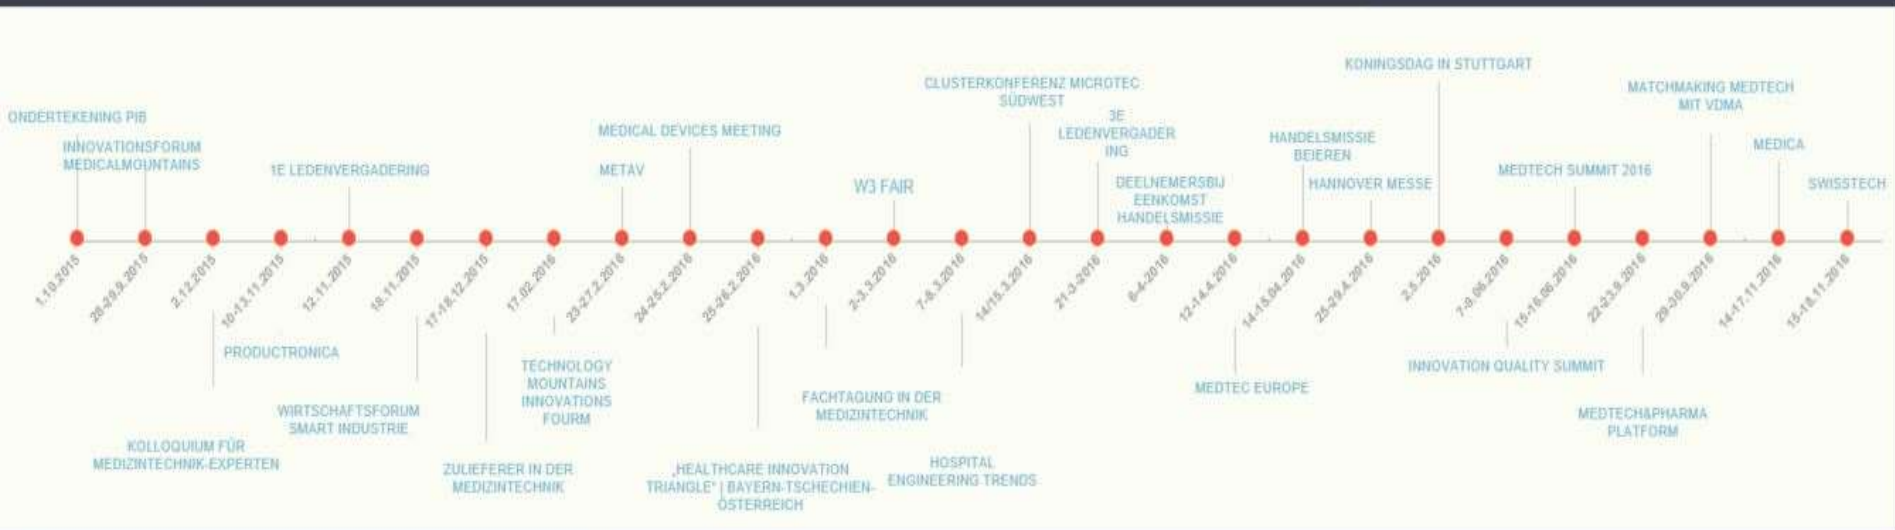 KONINGSDAG IN STUTTGART
CLUSTERKONFERENZ MICROTEC
SÜDWEST
MATCHMAKING MEDTECH
MIT VDMA
ONDERTEKENING PIB
3E
LEDENVERGADER
ING
MEDICAL DEVICES MEETING
HANDELSMISSIE
BEIEREN
INNOVATIONSFORUM
MEDICALMOUNTAINS
MEDICA
1E LEDENVERGADERING
METAV
MEDTECH SUMMIT 2016
W3 FAIR
DEELNEMERSBIJ
EENKOMST
HANDELSMISSIE
HANNOVER MESSE
SWISSTECH
1.10.2015
28-29.9.2015
2.12.2015
10-13.11.2015
12.11.2015
18.11.2015
17-18.12.2015
17.02.2016
23-27.2.2016
24-25.2.2016
25-26.2.2016
1.3.2016
2-3.3.2016
7-8.3.2016
14/15.3.2016
21-3-2016
6-4-2016
12-14.4.2016
14-15.04.2016
25-29.4.2016
2.5.2016
7-9.06.2016
15-16.06.2016
22-23.9.2016
29-30.9.2016
14-17.11.2016
15-18.11.2016
PRODUCTRONICA
TECHNOLOGY
MOUNTAINS
INNOVATIONS
FOURM
INNOVATION QUALITY SUMMIT
MEDTEC EUROPE
FACHTAGUNG IN DER
MEDIZINTECHNIK
WIRTSCHAFTSFORUM
SMART INDUSTRIE
MEDTECH&PHARMA
PLATFORM
KOLLOQUIUM FÜR
MEDIZINTECHNIK-EXPERTEN
ZULIEFERER IN DER
MEDIZINTECHNIK
„HEALTHCARE INNOVATION
TRIANGLE“ | BAYERN-TSCHECHIEN-
ÖSTERREICH
HOSPITAL
ENGINEERING TRENDS